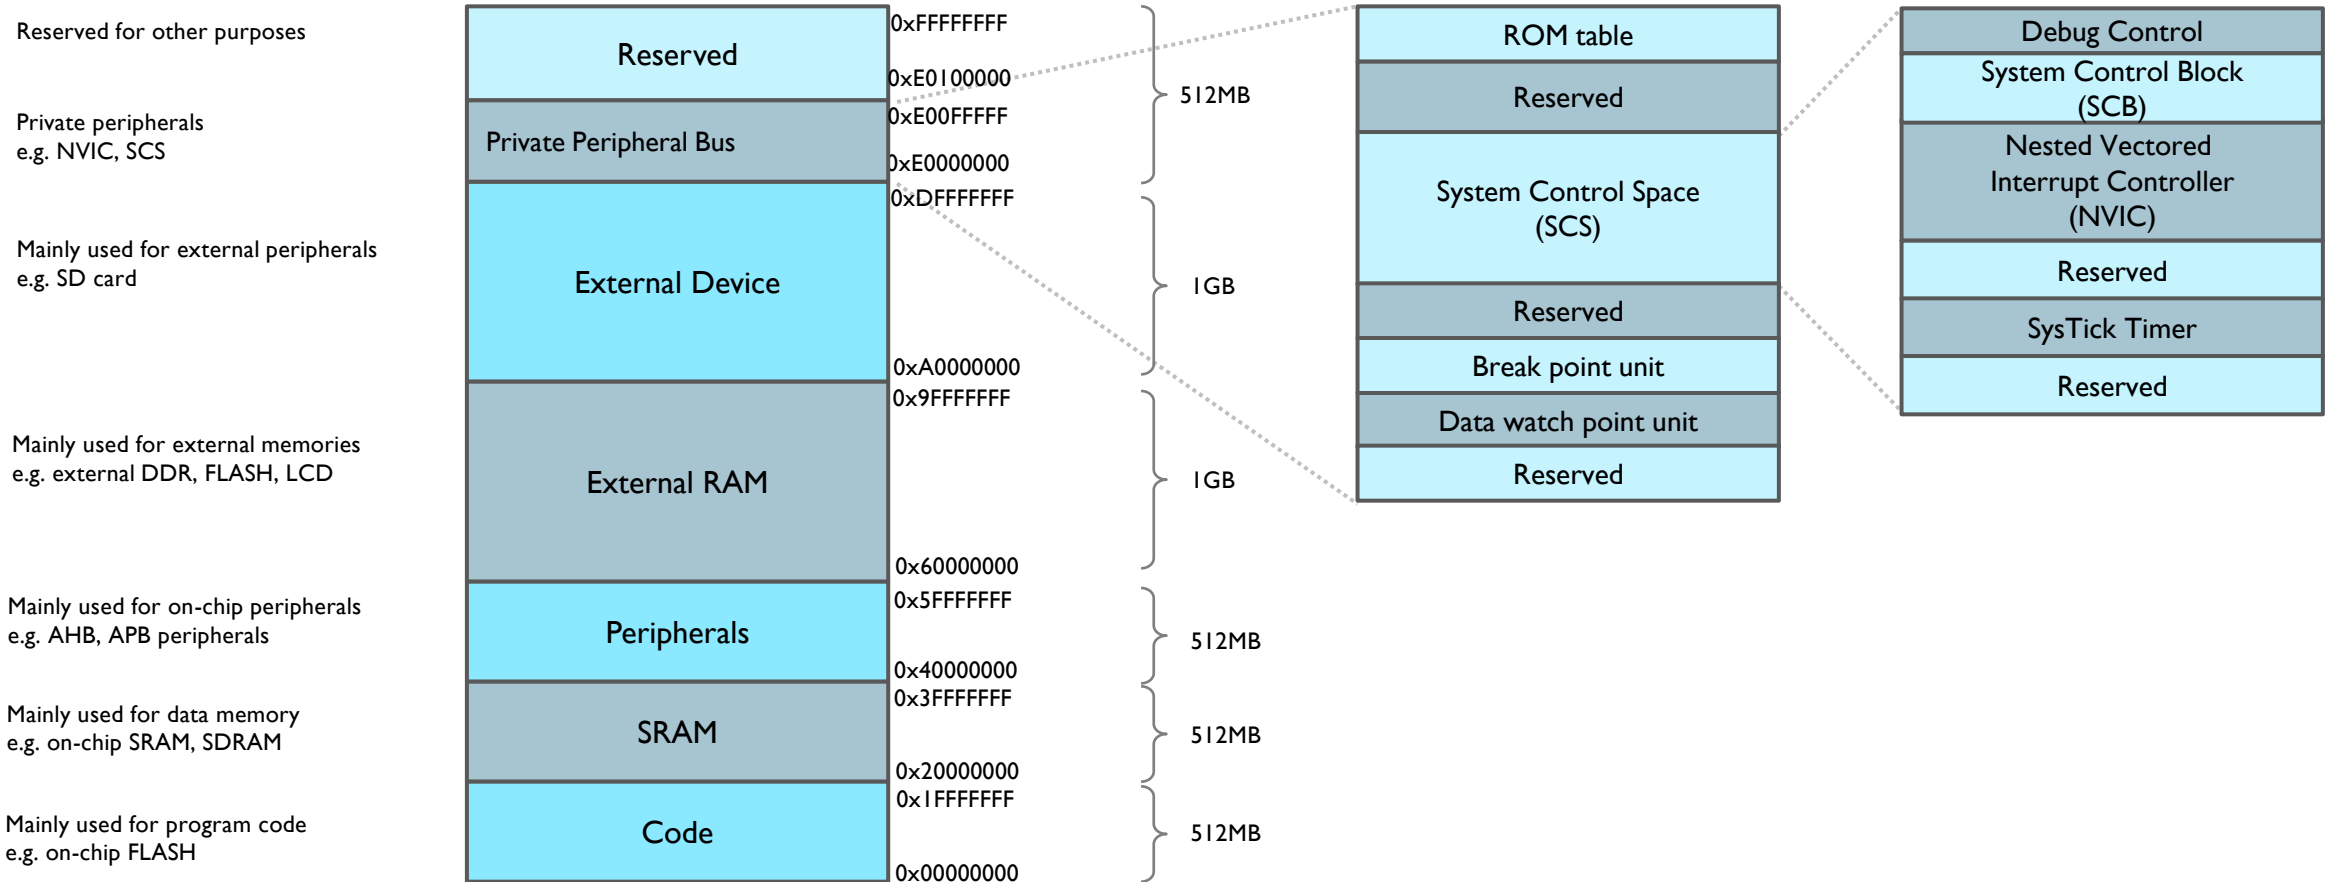 Reserved for other purposes
Private peripherals
e.g. NVIC, SCS
Mainly used for external peripherals
e.g. SD card
Mainly used for external memories
e.g. external DDR, FLASH, LCD
Mainly used for on-chip peripherals
e.g. AHB, APB peripherals
Mainly used for data memory
e.g. on-chip SRAM, SDRAM
Mainly used for program code
e.g. on-chip FLASH
Reserved
Private Peripheral Bus
External Device
External RAM
Peripherals
SRAM
Code
0xFFFFFFFF
0xE0100000
0xE00FFFFF
0xE0000000
0xDFFFFFFF
0xA0000000
0x9FFFFFFF
0x60000000
0x5FFFFFFF
0x40000000
0x3FFFFFFF
0x20000000
0x1FFFFFFF
0x00000000
512MB
1GB
1GB
512MB
512MB
512MB
ROM table
Reserved
System Control Space
(SCS)
Reserved
Break point unit
Data watch point unit
Reserved
Debug Control
System Control Block
(SCB)
Nested Vectored
Interrupt Controller
(NVIC)
Reserved
SysTick Timer
Reserved